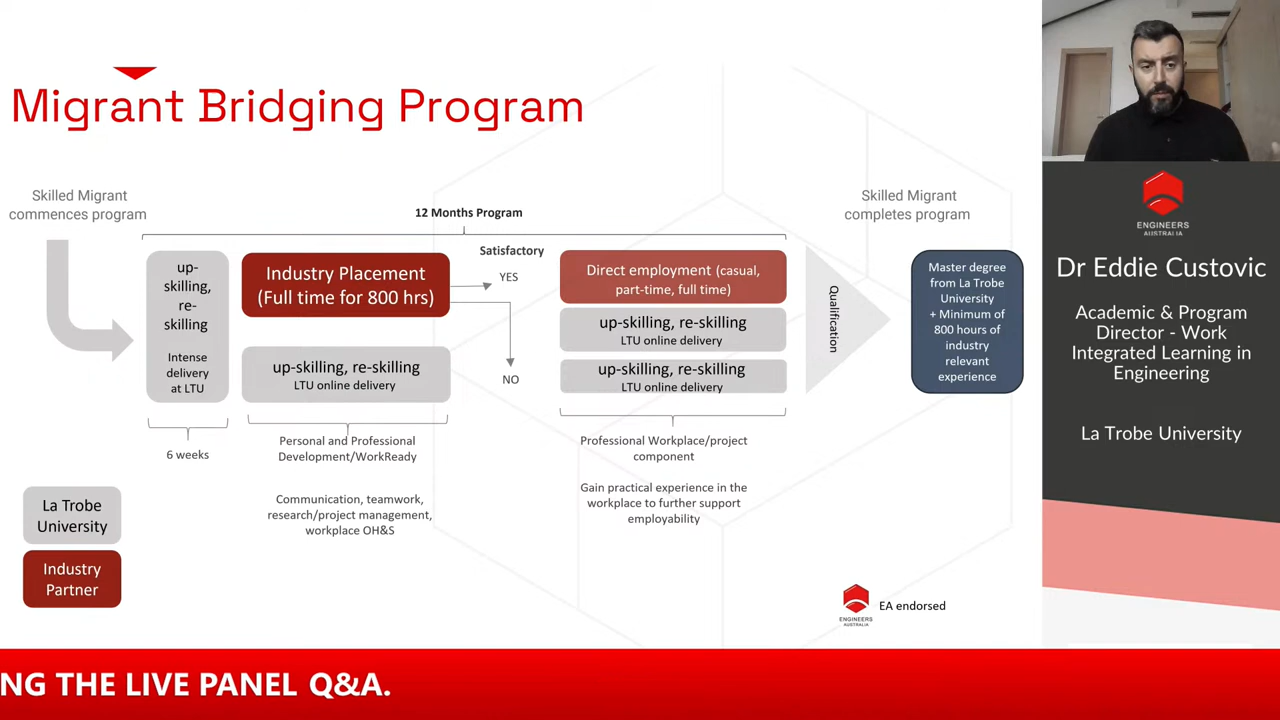 Migrant Bridging Program
Skilled Migrant
commences program
12 Months Program
Skilled Migrant
completes program
up-
skilling,
re-
skilling
Intense
delivery
at LTU
6 weeks
Industry Placement
(Full time for 800 hrs)
up-skilling, re-skilling
LTU online delivery
Personal and Professional
Development/WorkReady
Communication, teamwork,
research/project management,
workplace OH&S
Satisfactory
YES
NO
Direct employment (casual,
part-time, full time)
up-skilling, re-skilling
LTU online delivery
up-skilling, re-skilling
LTU online delivery
Professional Workplace/project
component
Gain practical experience in the
workplace to further support
employability
Qualification
Master degree
from La Trobe
University
+ Minimum of
800 hours of
industry
relevant
experience
La Trobe
University
Industry
Partner
ENGINEERS
AUSTRALIA
EA endorsed
ENGINEERS
AUSTRALIA
Dr Eddie Custovic
Academic & Program
Director - Work
Integrated Learning in
Engineering
La Trobe University
NG THE LIVE PANEL Q&A.